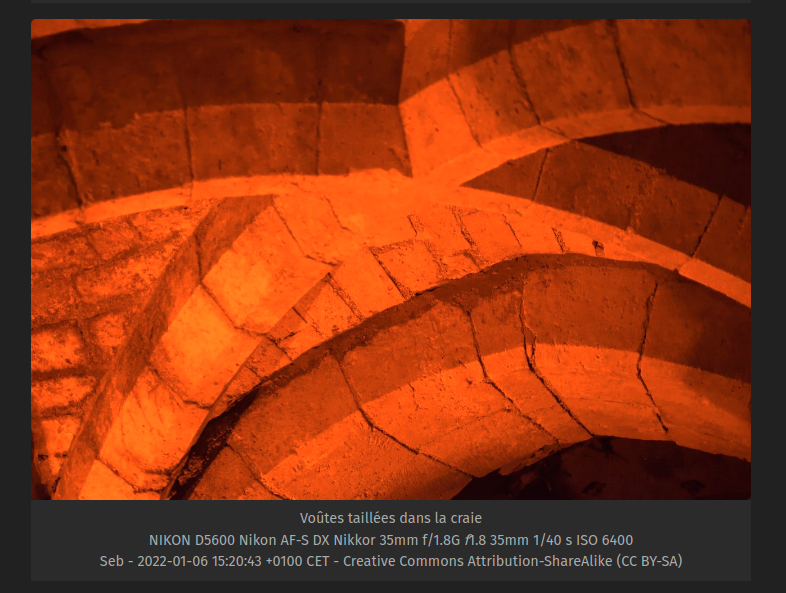 Voûtes taillées dans la craie
NIKON D5600 Nikon AF-S DX Nikkor 35mm f/1.8G f1.8 35mm 1/40 s ISO 6400
Seb - 2022-01-06 15:20:43 +0100 CET - Creative Commons Attribution-ShareAlike (CC BY-SA)